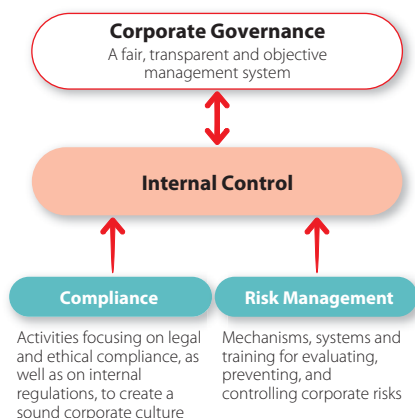 Corporate Governance
A fair, transparent and objective
management system
Internal Control
Compliance
Risk Management
Activities focusing on legal
and ethical compliance, as
well as on internal
regulations, to create a
sound corporate culture
Mechanisms, systems and
training for evaluating,
preventing, and
controlling corporate risks